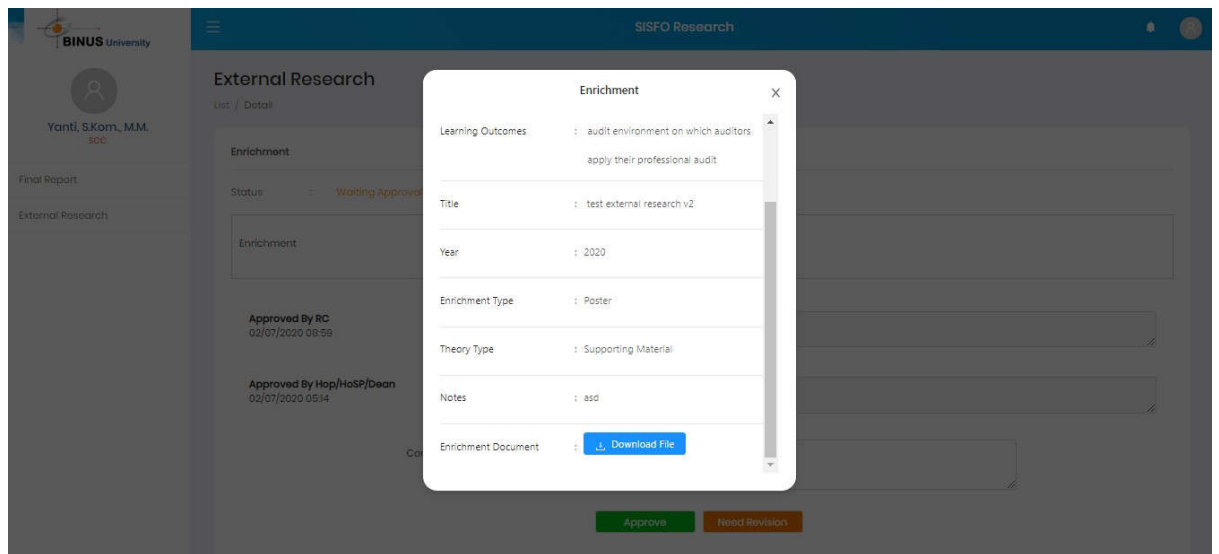 BINUS University
SISFO Research
Yanti, S.Kom., M.M.
SCC
Final Report
External Research
External Research
List / Detail
Enrichment
Status : Waiting Approval
Enrichment
Approved By RC
02/07/2020 08:59
Approved By Hop/HoSP/Dean
02/07/2020 05:14
Approve
Need Revision
Enrichment
X
Learning Outcomes : audit environment on which auditors
apply their professional audit
Title : test external research v2
Year : 2020
Enrichment Type : Poster
Theory Type : Supporting Material
Notes : asd
Enrichment Document : Download File